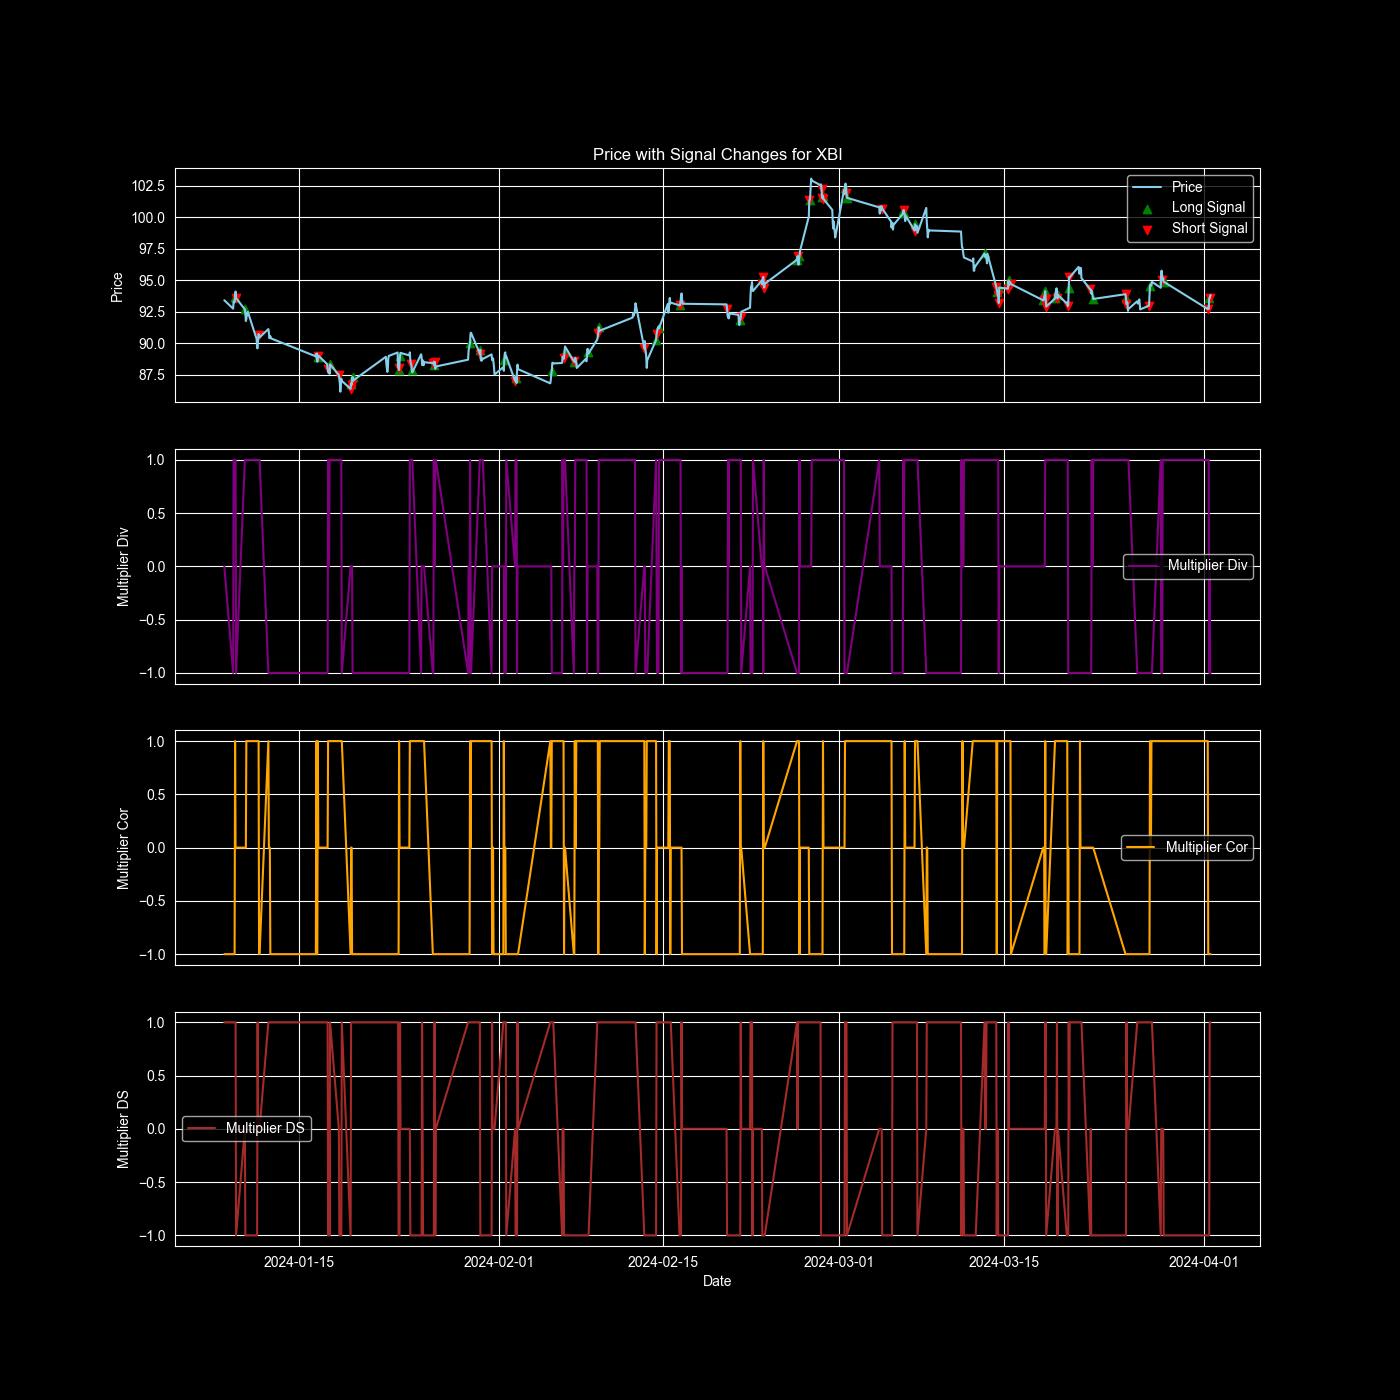 Price with Signal Changes for XBI
102.5
100.0
97.5
95.0
92.5
90.0
87.5
Price
Price
Long Signal
Short Signal
1.0
0.5
0.0
−0.5
−1.0
Multiplier Div
Multiplier Div
1.0
0.5
0.0
−0.5
−1.0
Multiplier Cor
Multiplier Cor
1.0
0.5
0.0
−0.5
−1.0
Multiplier DS
Multiplier DS
2024-01-15 2024-02-01 2024-02-15 2024-03-01 2024-03-15 2024-04-01
Date